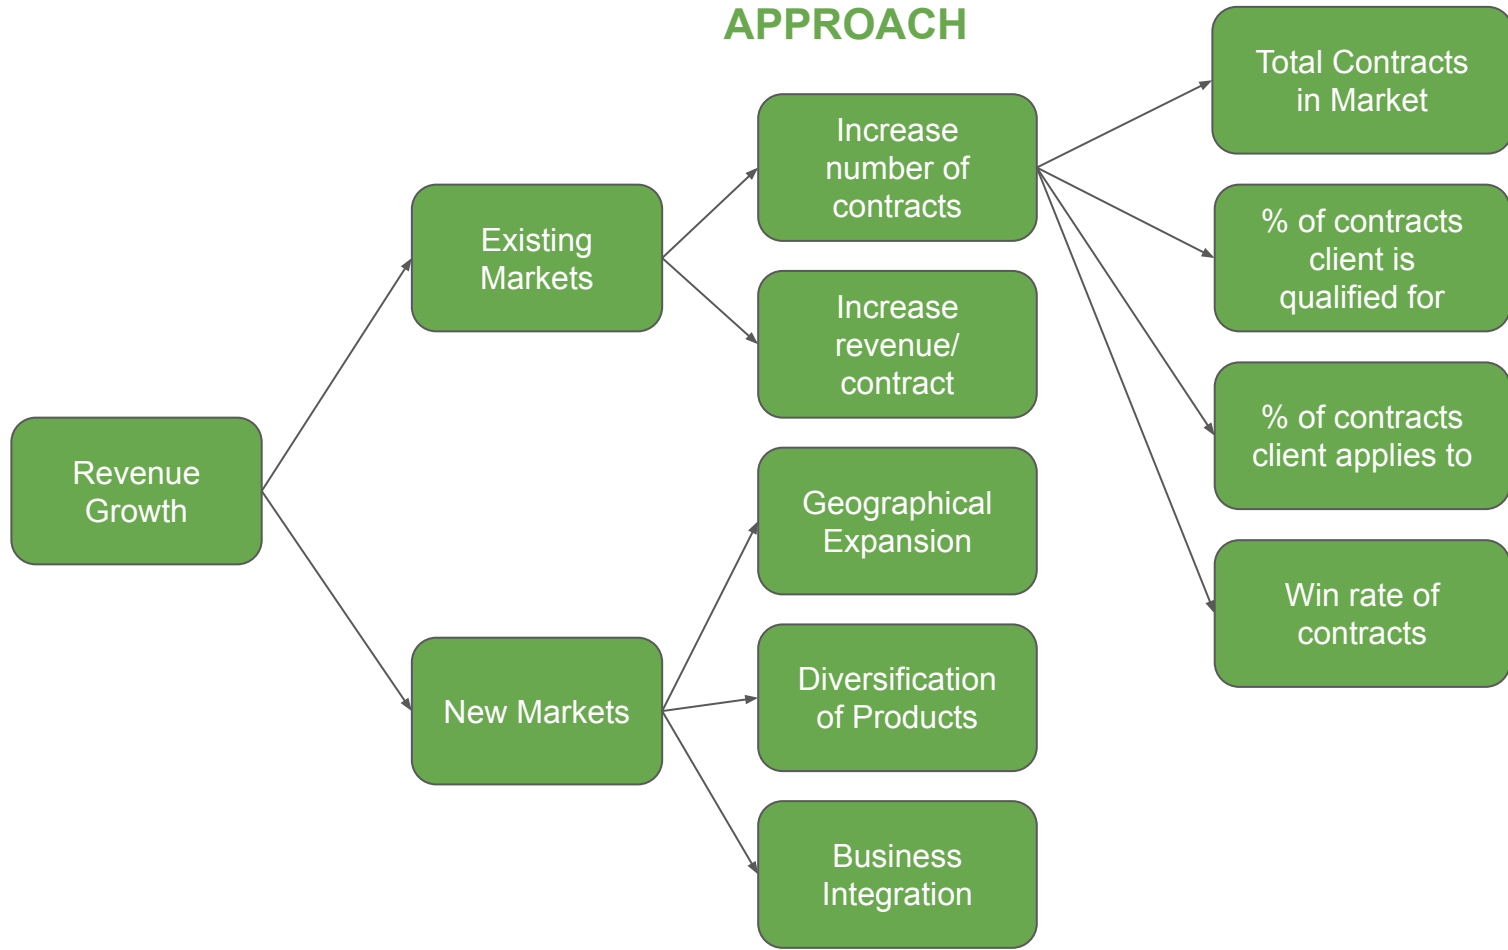 APPROACH
Revenue
Growth
Existing
Markets
New Markets
Increase
number of
contracts
Increase
revenue/
contract
Geographical
Expansion
Diversification
of Products
Business
Integration
Total Contracts
in Market
% of contracts
client is
qualified for
% of contracts
client applies to
Win rate of
contracts